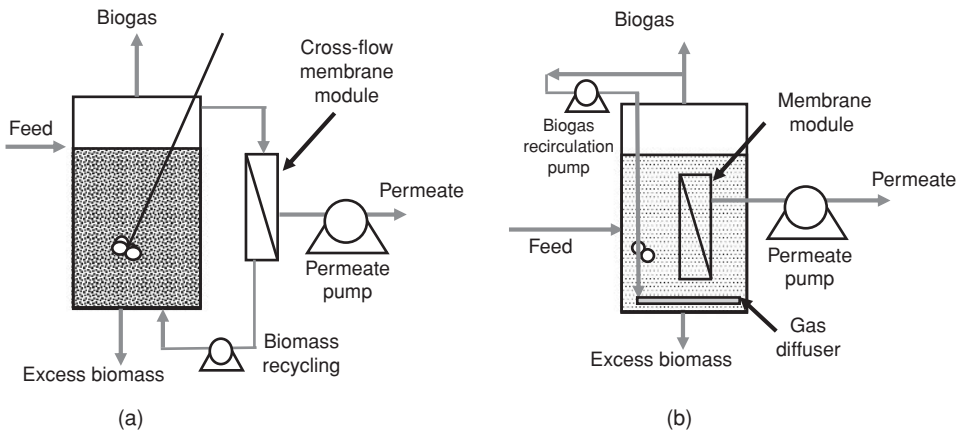 Biogas
Cross-flow
membrane
module
Feed
Permeate
Permeate
pump
Biomass
recycling
Excess biomass
(a)
Biogas
Biogas
recirculation
pump
Membrane
module
Permeate
Feed
Permeate
pump
Gas
diffuser
Excess biomass
(b)